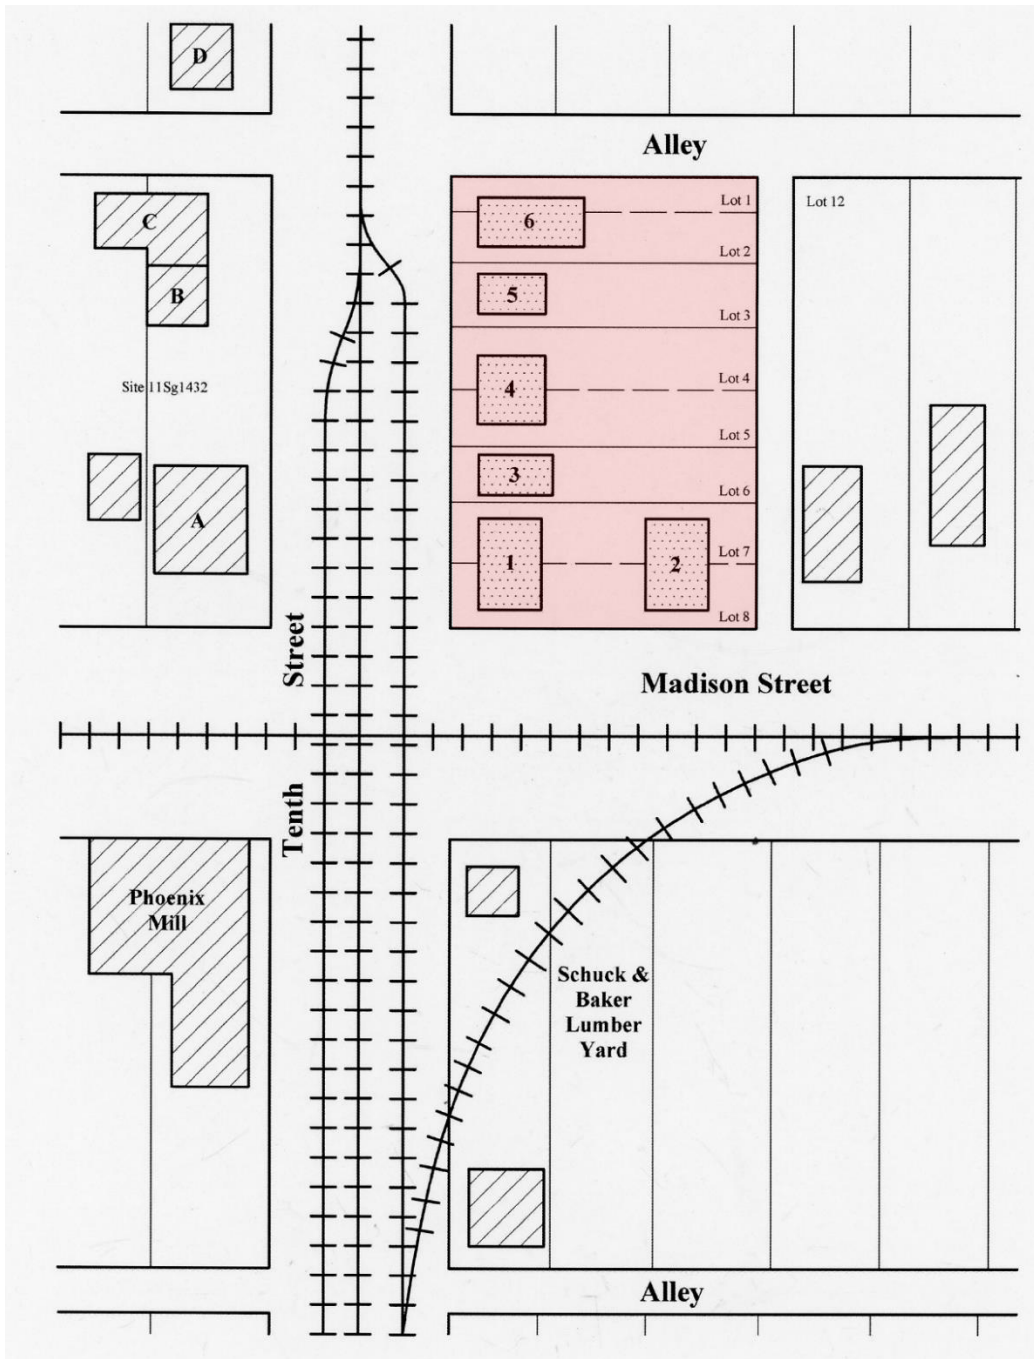 D
Alley
C
Lot 1
Lot 12
6
Lot 2
B
5
Lot 3
Site 11Sg1432
4
Lot 4
Lot 5
3
Lot 6
A
1
2
Lot 7
Lot 8
Street
Madison Street
Tenth
Phoenix
Mill
Schuck &
Baker
Lumber
Yard
Alley